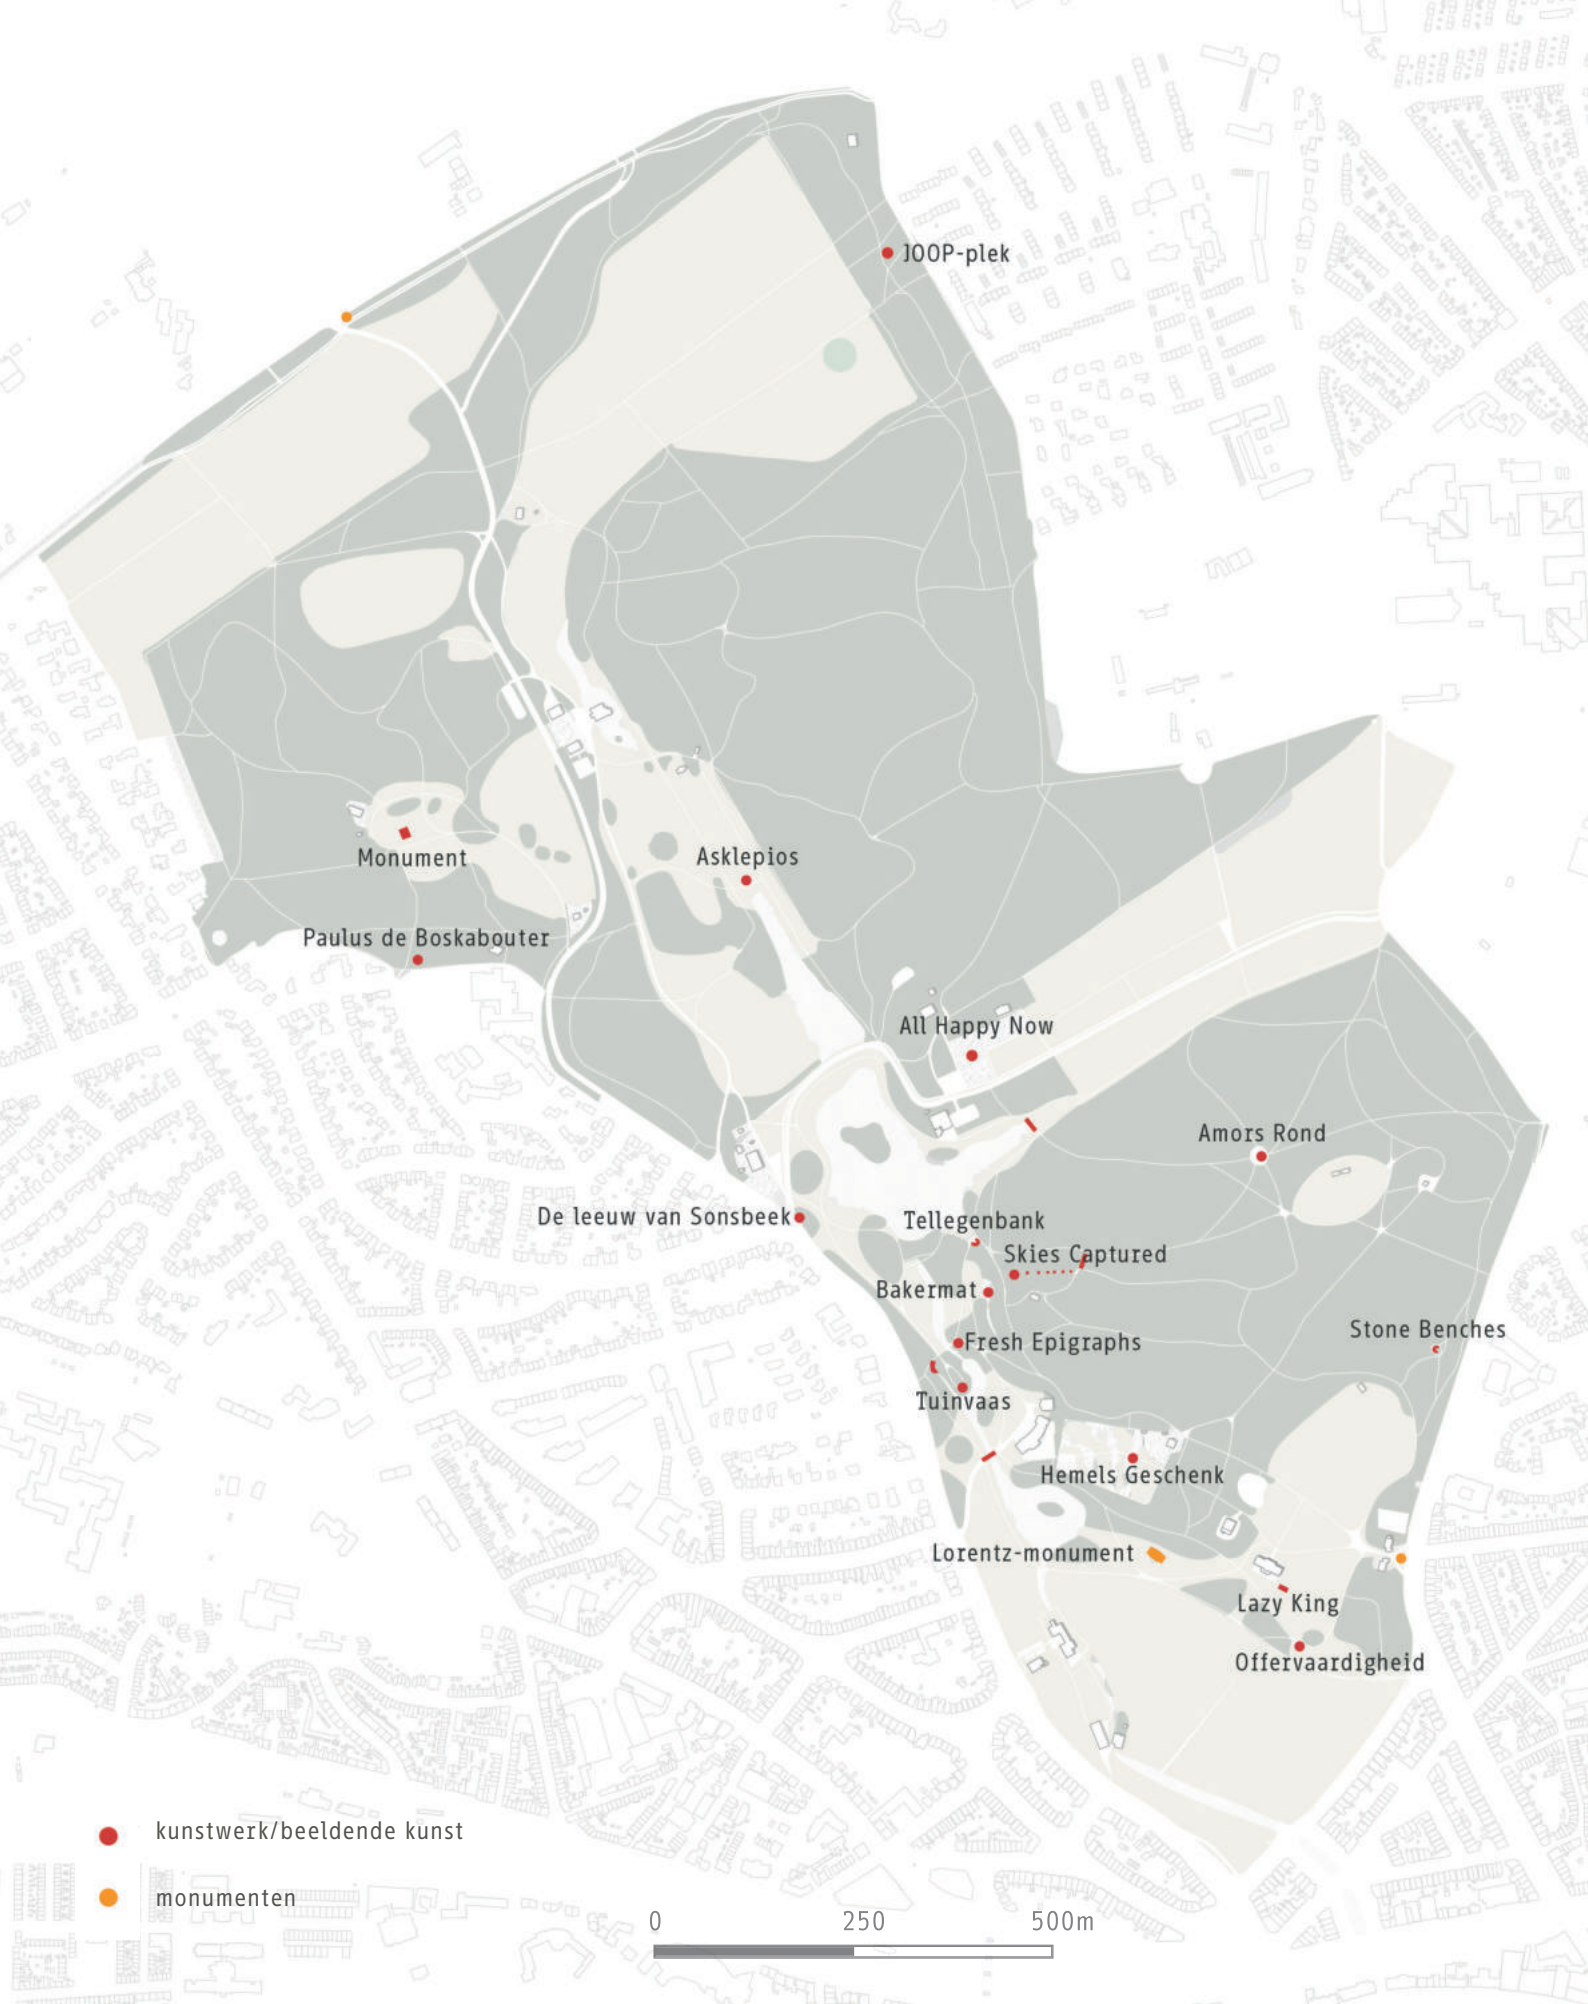 JOOP-plek
Monument
Asklepios
Paulus de Boskabouter
All Happy Now
Amors Rond
De leeuw van Sonsbeek
Tellegenbank
Skies Captured
Bakermat
Stone Benches
Fresh Epigraphs
Tuinvaas
Hemels Geschenk
Lorentz-monument
Lazy King
Offervaardigheid
kunstwerk/beeldende kunst
monumenten
0 250 500m